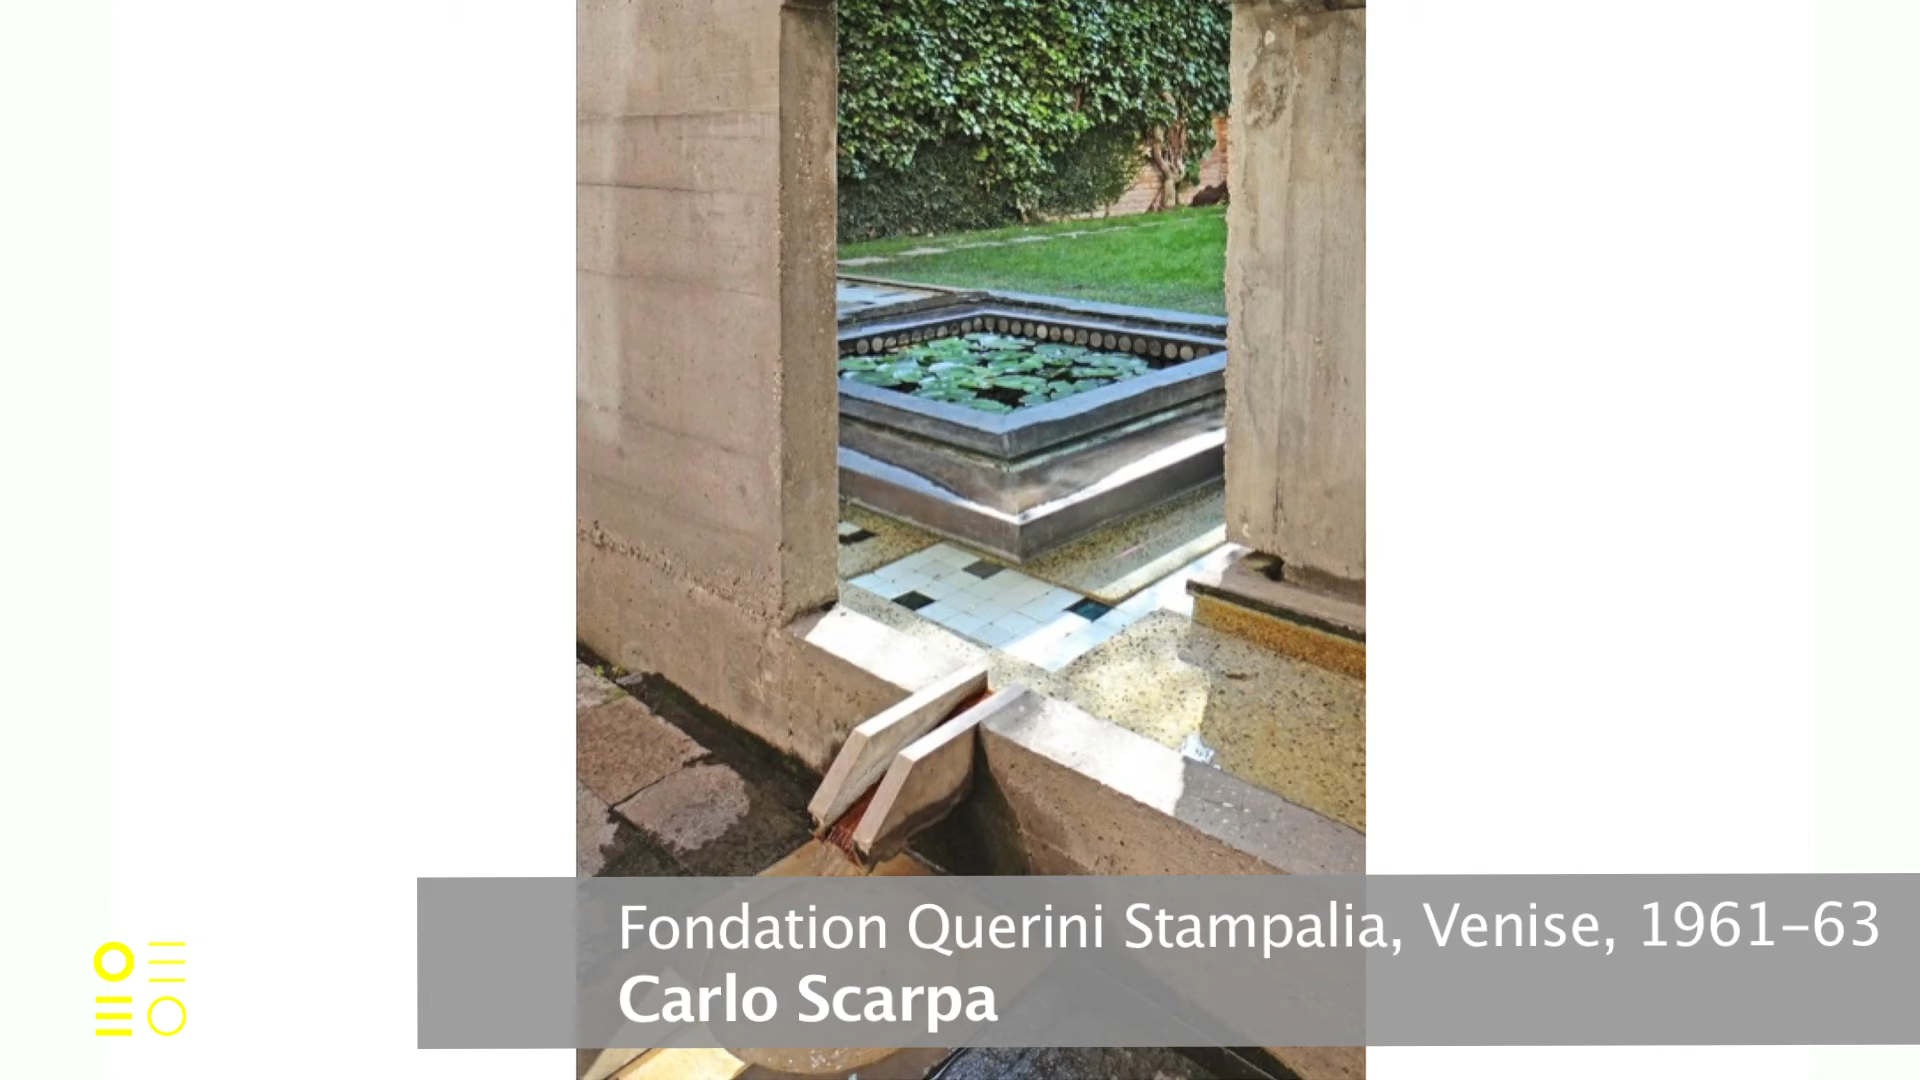 Fondation Querini Stampalia, Venise, 1961–63
Carlo Scarpa